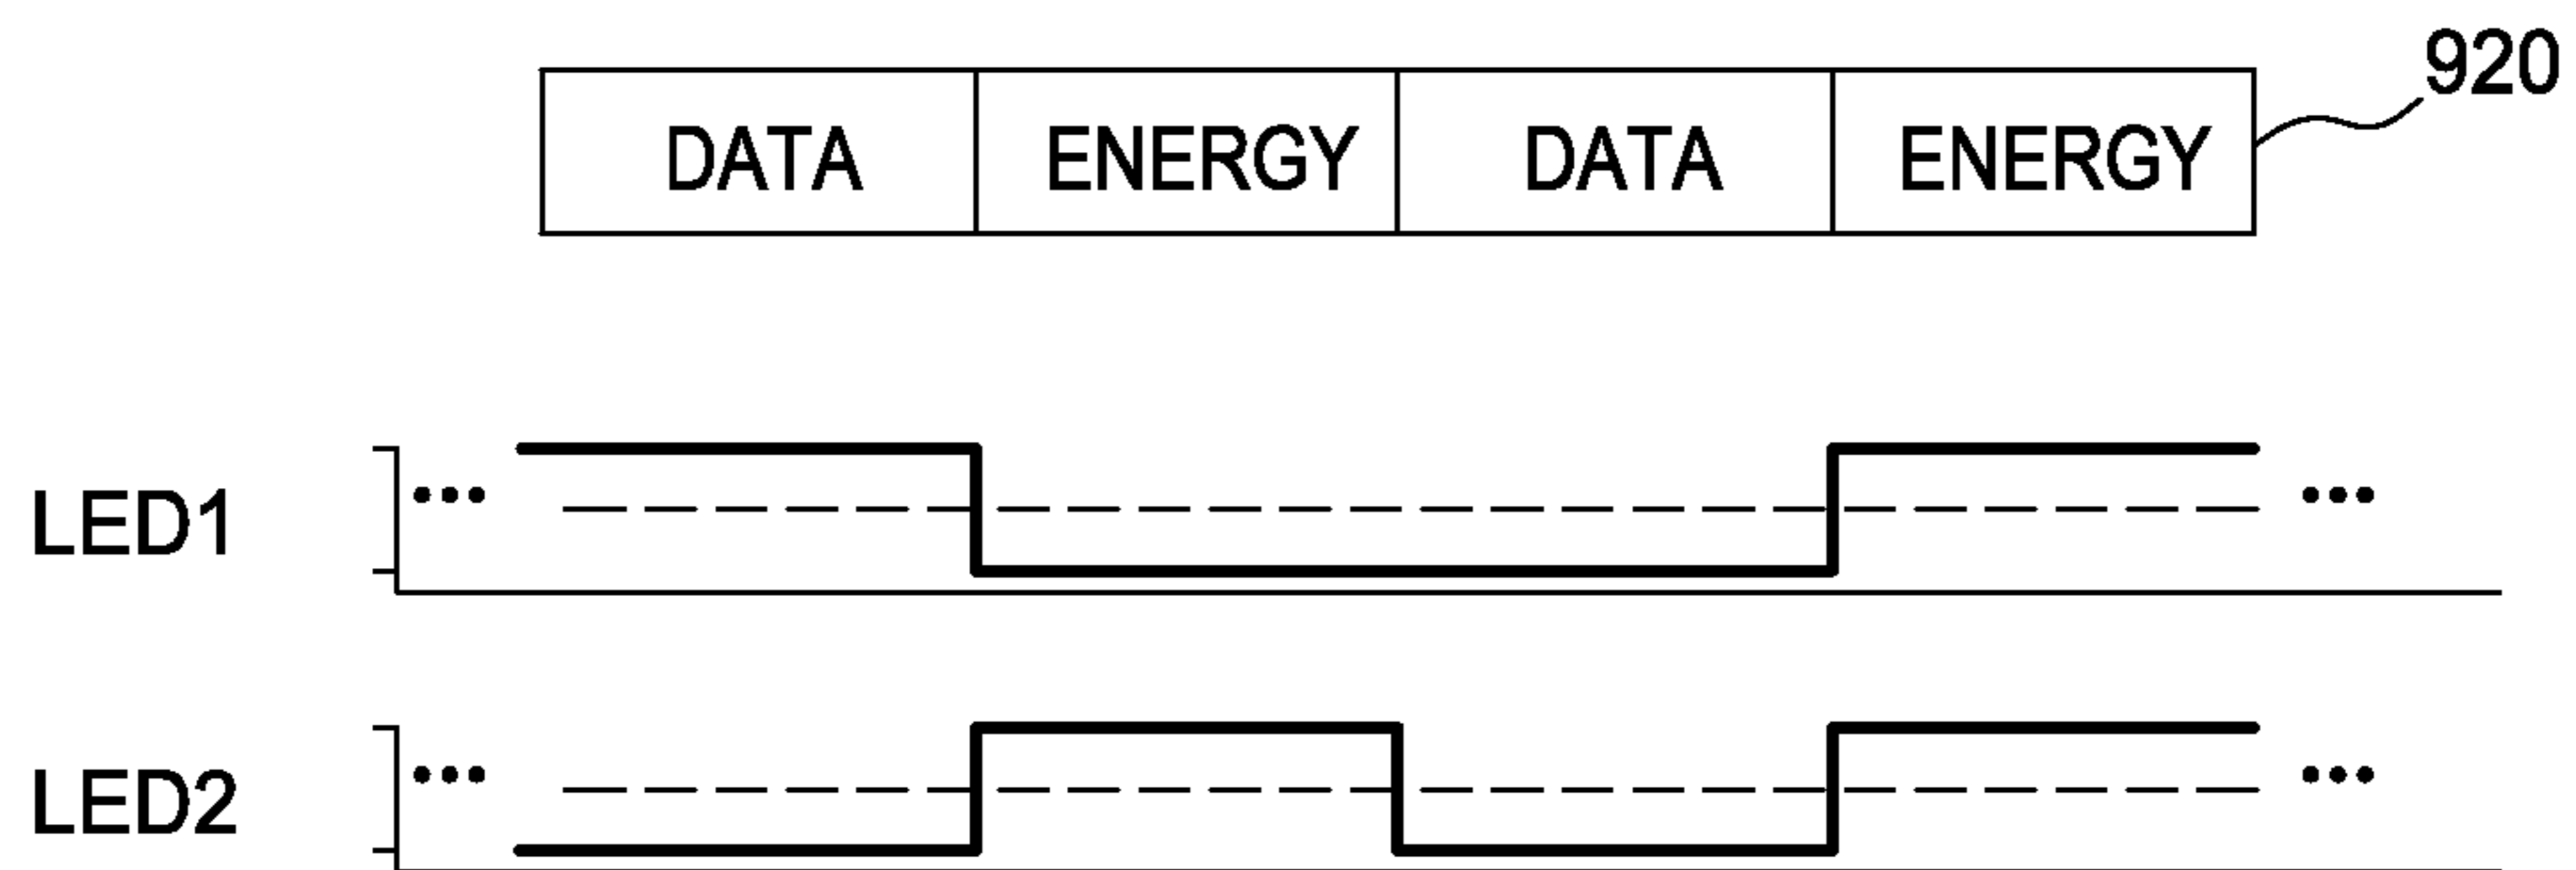 920
DATA ENERGY DATA ENERGY
LED1 ... ...
LED2 ... ...